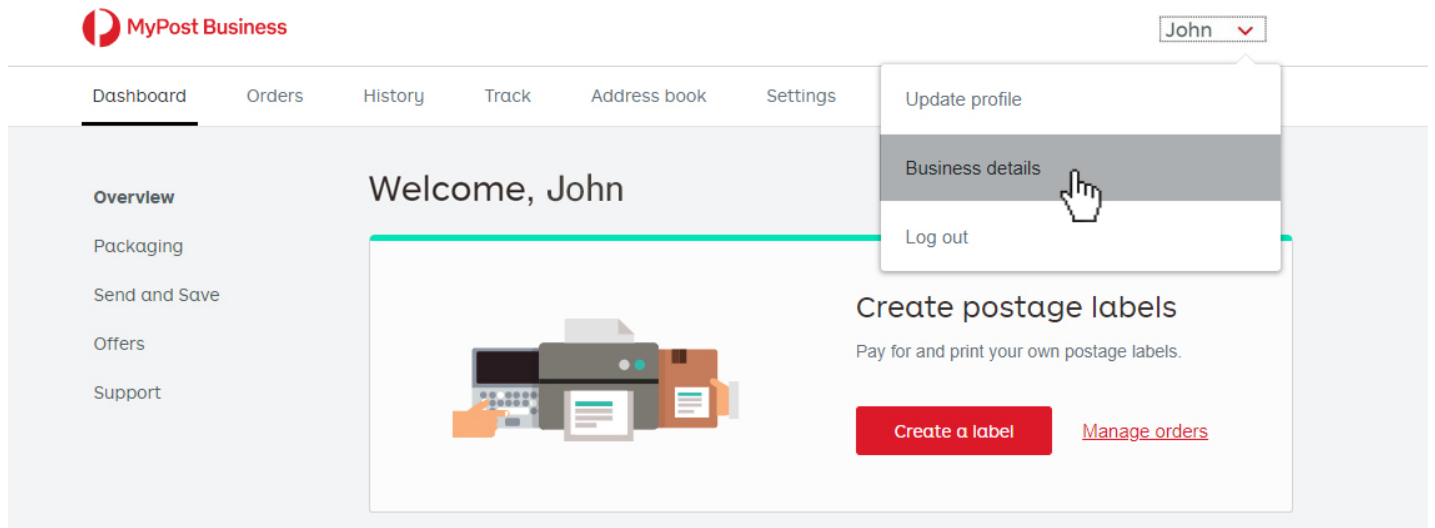 MyPost Business
John
Dashboard Orders History Track Address book Settings
Update profile
Business details
Log out
Overview
Packaging
Send and Save
Offers
Support
Welcome, John
Create postage labels
Pay for and print your own postage labels.
Create a label Manage orders